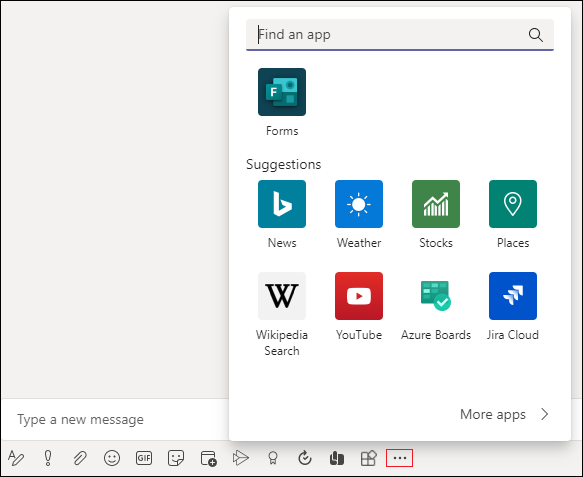 Find an app
F
Forms
Suggestions
News
Weather
Stocks
Places
W
Wikipedia
Search
YouTube
Azure Boards
Jira Cloud
More apps
Type a new message
GIF